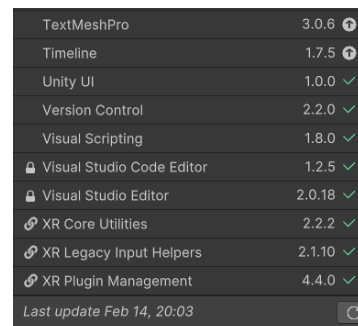 TextMeshPro 3.0.6
Timeline 1.7.5
Unity UI 1.0.0
Version Control 2.2.0
Visual Scripting 1.8.0
Visual Studio Code Editor 1.2.5
Visual Studio Editor 2.0.18
XR Core Utilities 2.2.2
XR Legacy Input Helpers 2.1.10
XR Plugin Management 4.4.0
Last update Feb 14, 20:03